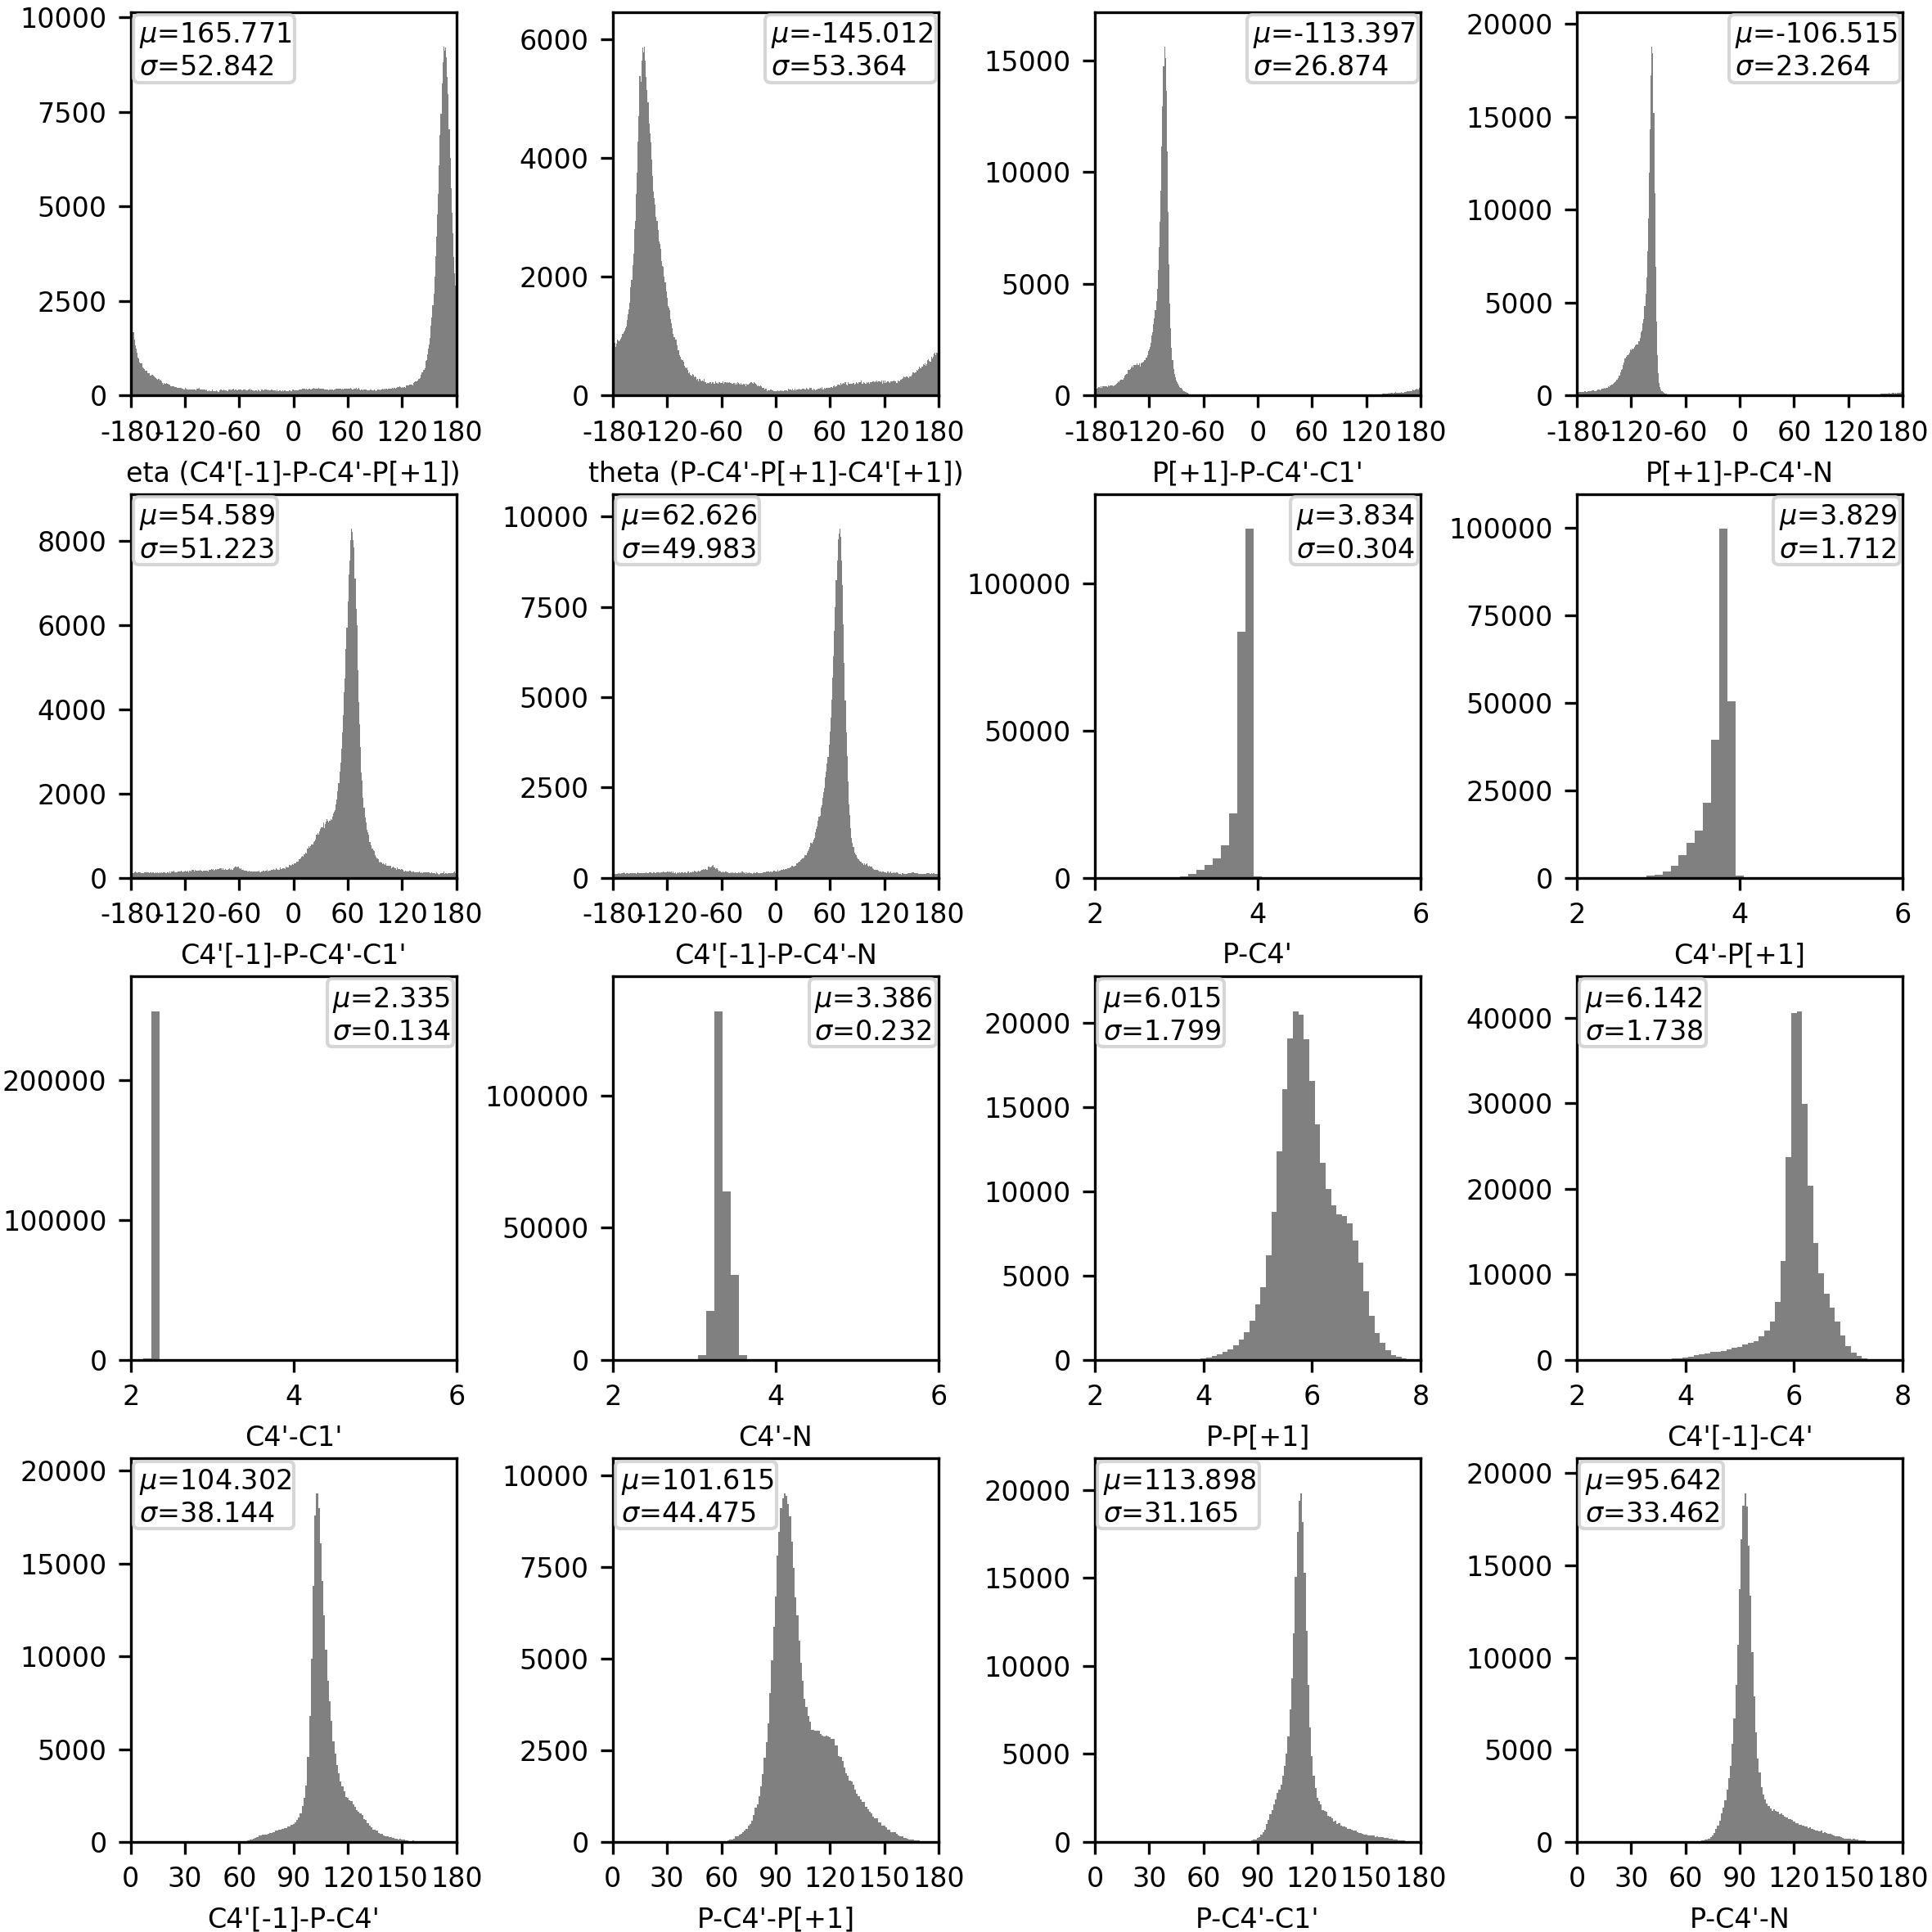 10000
7500
5000
2500
0
μ=165.771
σ=52.842
-180 -120 -60 0 60 120 180
eta (C4'[-1]-P-C4'-P[+1])
6000
4000
2000
0
μ=-145.012
σ=53.364
-180 -120 -60 0 60 120 180
theta (P-C4'-P[+1]-C4'[+1])
15000
10000
5000
0
μ=-113.397
σ=26.874
-180 -120 -60 0 60 120 180
P[+1]-P-C4'-C1'
20000
15000
10000
5000
0
μ=-106.515
σ=23.264
-180 -120 -60 0 60 120 180
P[+1]-P-C4'-N
8000
6000
4000
2000
0
μ=54.589
σ=51.223
-180 -120 -60 0 60 120 180
C4'[-1]-P-C4'-C1'
10000
7500
5000
2500
0
μ=62.626
σ=49.983
-180 -120 -60 0 60 120 180
C4'[-1]-P-C4'-N
100000
50000
0
μ=3.834
σ=0.304
2 4 6
P-C4'
100000
75000
50000
25000
0
μ=3.829
σ=1.712
2 4 6
C4'-P[+1]
200000
100000
0
μ=2.335
σ=0.134
2 4 6
C4'-C1'
100000
50000
0
μ=3.386
σ=0.232
2 4 6
C4'-N
20000
15000
10000
5000
0
μ=6.015
σ=1.799
2 4 6 8
P-P[+1]
40000
30000
20000
10000
0
μ=6.142
σ=1.738
2 4 6 8
C4'[-1]-C4'
20000
15000
10000
5000
0
μ=104.302
σ=38.144
0 30 60 90 120 150 180
C4'[-1]-P-C4'
10000
7500
5000
2500
0
μ=101.615
σ=44.475
0 30 60 90 120 150 180
P-C4'-P[+1]
20000
15000
10000
5000
0
μ=113.898
σ=31.165
0 30 60 90 120 150 180
P-C4'-C1'
20000
15000
10000
5000
0
μ=95.642
σ=33.462
0 30 60 90 120 150 180
P-C4'-N